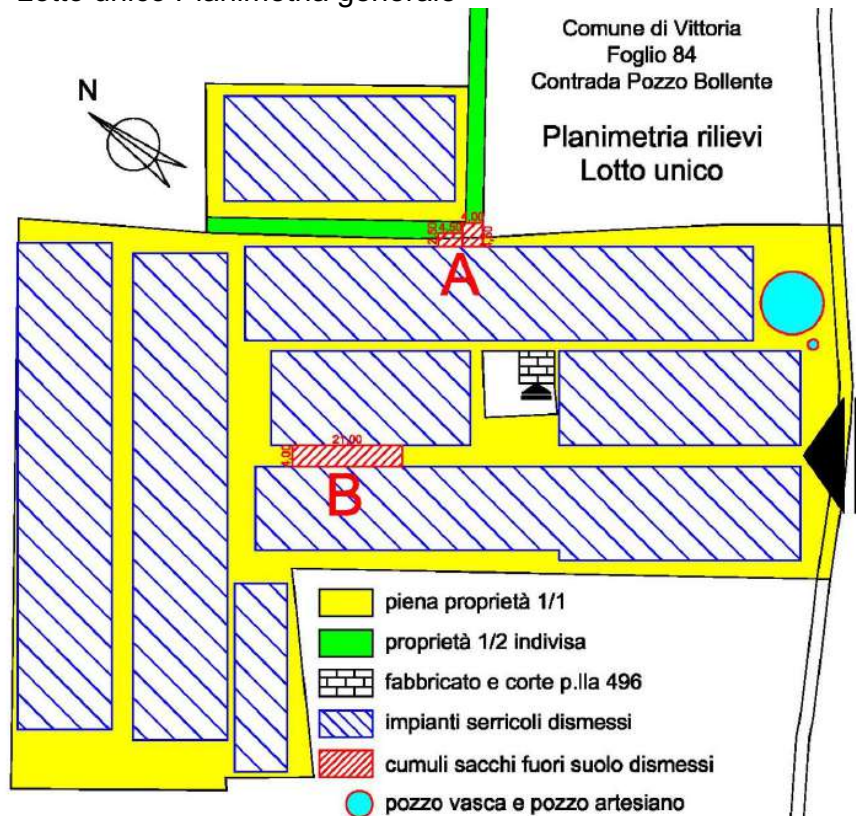 Lotto unico Planimetria generale
Comune di Vittoria
Foglio 84
Contrada Pozzo Bollente
Planimetria rilievi
Lotto unico
N
4,00
4,50
A
21,00
4,00
B
piena proprietà 1/1
proprietà 1/2 indivisa
fabbricato e corte p.lla 496
impianti serricoli dismessi
cumuli sacchi fuori suolo dismessi
pozzo vasca e pozzo artesiano